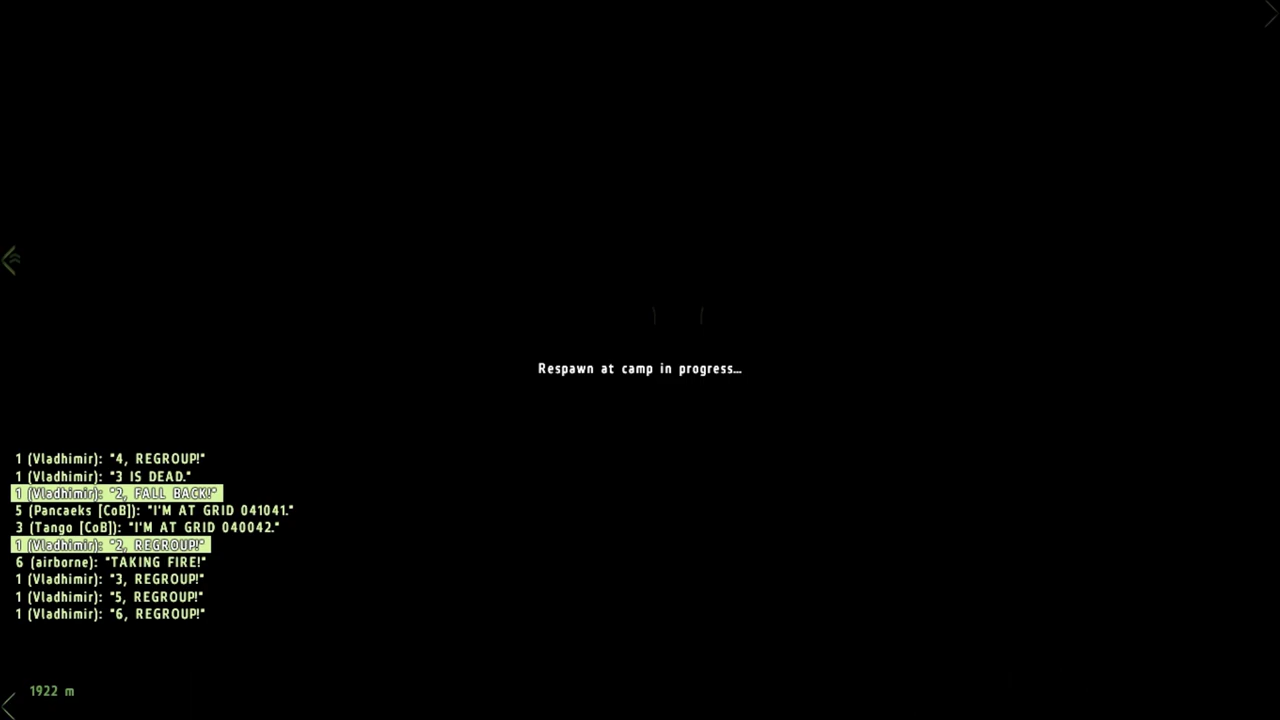 Respawn at camp in progress...
1 (Vladhimir): "4, REGROUP!"
1 (Vladhimir): "3 IS DEAD."
1 (Vladhimir): "2, FALL BACK!"
5 (Pancaeks [CoB]): "I'M AT GRID 041041."
3 (Tango [CoB]): "I'M AT GRID 040042."
1 (Vladhimir): "2, REGROUP!"
6 (airborne): "TAKING FIRE!"
1 (Vladhimir): "3, REGROUP!"
1 (Vladhimir): "5, REGROUP!"
1 (Vladhimir): "6, REGROUP!"
1922 m